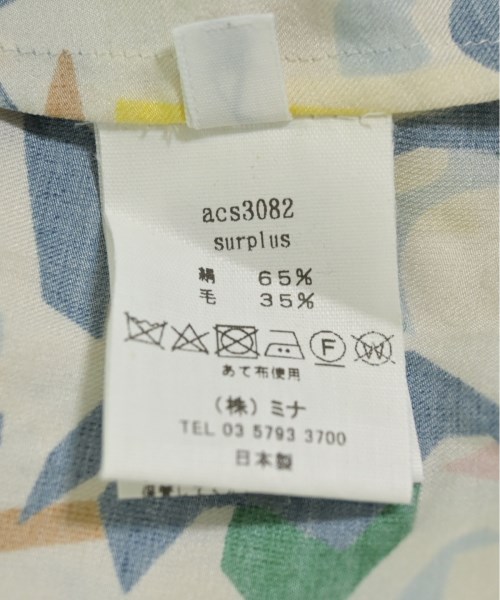 acs3082
surplus
絹 65%
毛 35%
F W
あて布使用
(株)ミナ
TEL 03 5793 3700
日本製